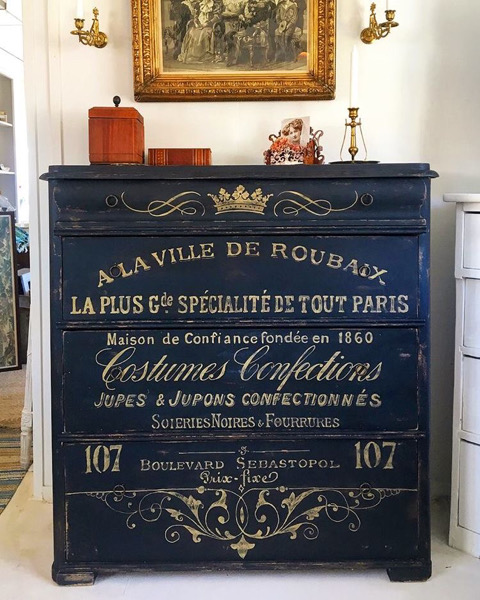 A LA VILLE DE ROUBAIX
LA PLUS Gde SPÉCIALITÉ DE TOUT PARIS
Maison de Confiance fondée en 1860
Costumes Confections
JUPES & JUPONS CONFECTIONNÉS
SOIERIES NOIRES & FOURRURES
107 BOULEVARD SEBASTOPOL 107
Prix-fixe